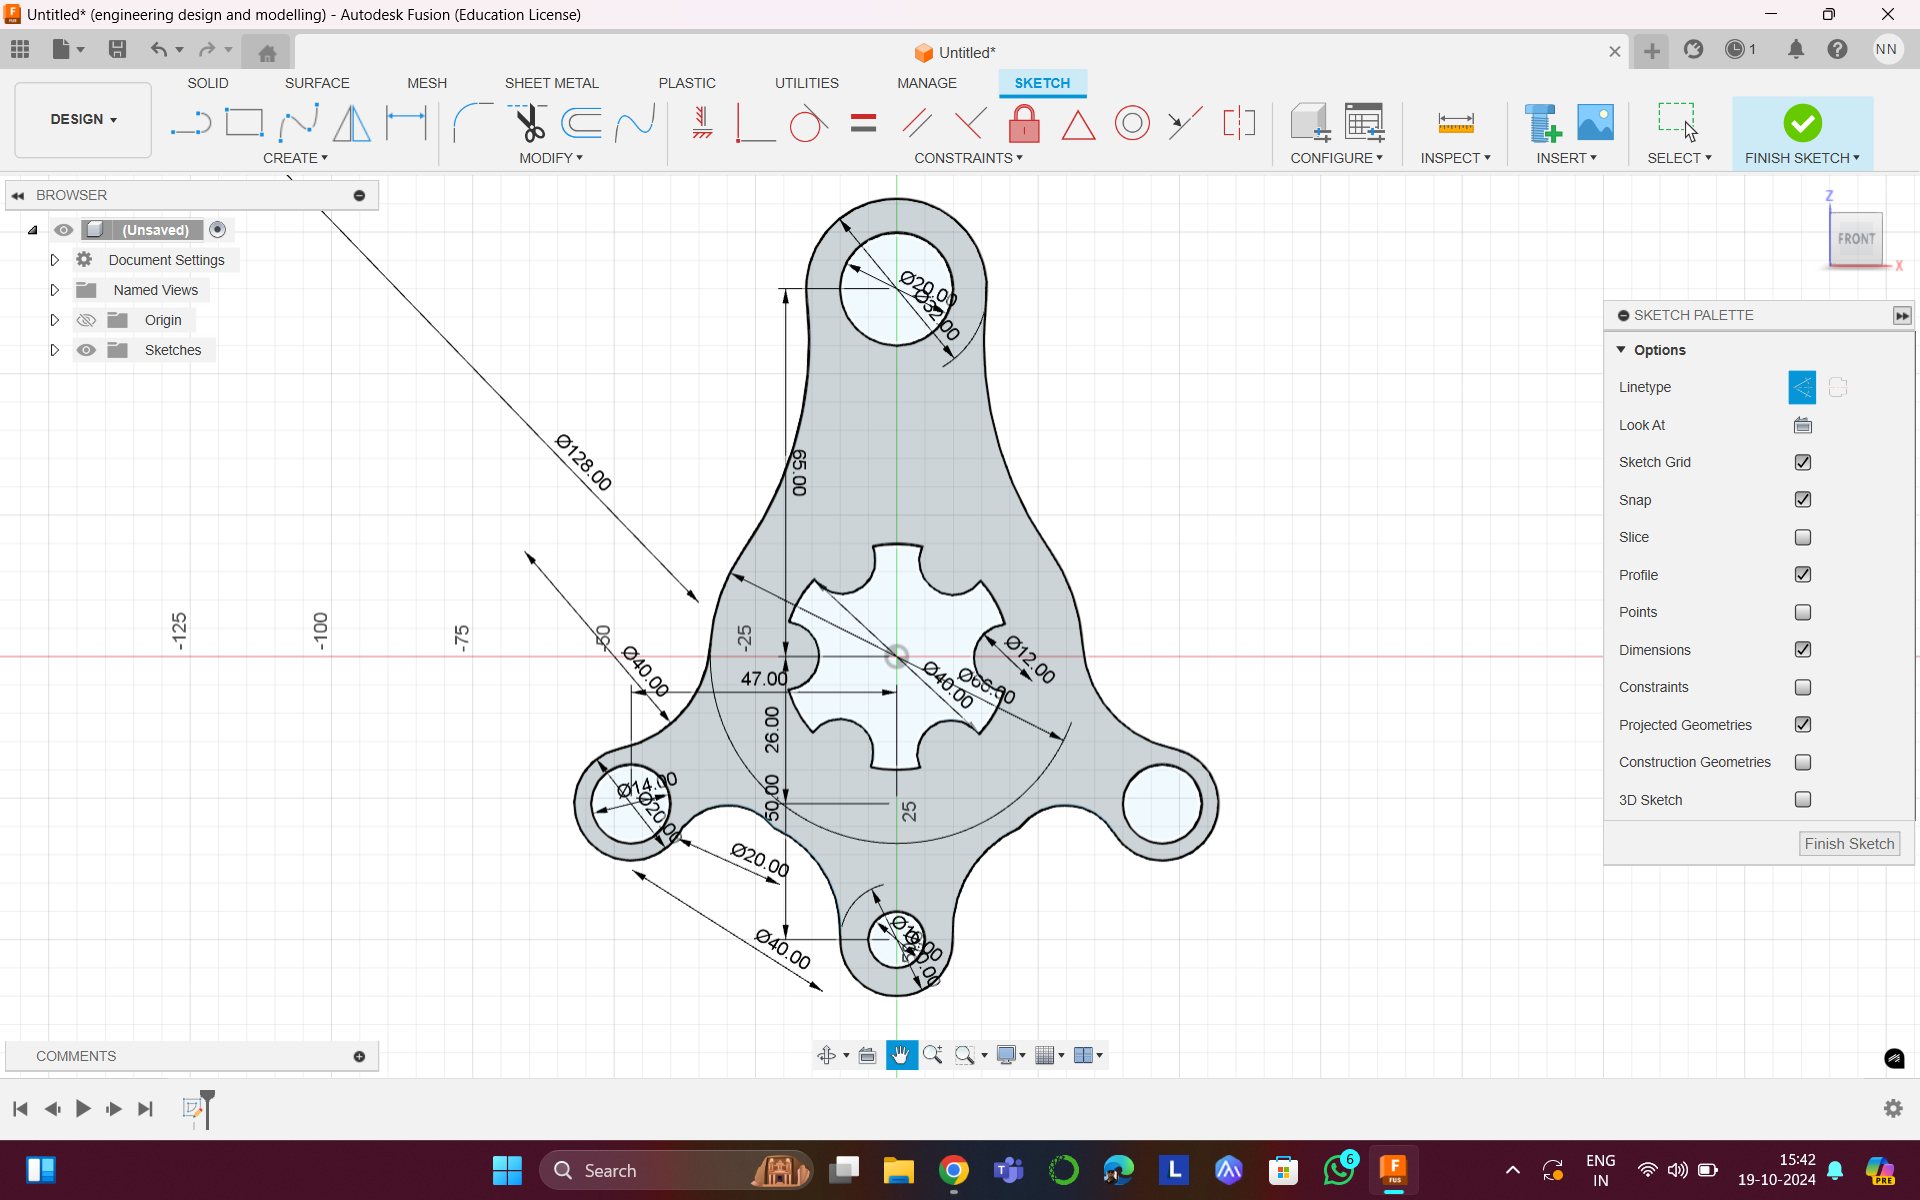 Untitled* (engineering design and modelling) - Autodesk Fusion (Education License)
Untitled*
1
NN
DESIGN
SOLID
SURFACE
MESH
SHEET METAL
PLASTIC
UTILITIES
MANAGE
SKETCH
CREATE
MODIFY
CONSTRAINTS
CONFIGURE
INSPECT
INSERT
SELECT
FINISH SKETCH
BROWSER
(Unsaved)
Document Settings
Named Views
Origin
Sketches
Z
FRONT
X
SKETCH PALETTE
Options
Linetype
Look At
Sketch Grid
Snap
Slice
Profile
Points
Dimensions
Constraints
Projected Geometries
Construction Geometries
3D Sketch
Finish Sketch
Ø20.00
Ø32.00
Ø128.00
65.00
-125
-100
-75
-50
-25
Ø40.00
47.00
Ø12.00
Ø40.00
Ø66.00
26.00
50.00
25
Ø14.00
Ø20.00
Ø20.00
Ø40.00
COMMENTS
Search
L
6
F
FUS
ENG
IN
15:42
19-10-2024
PRE